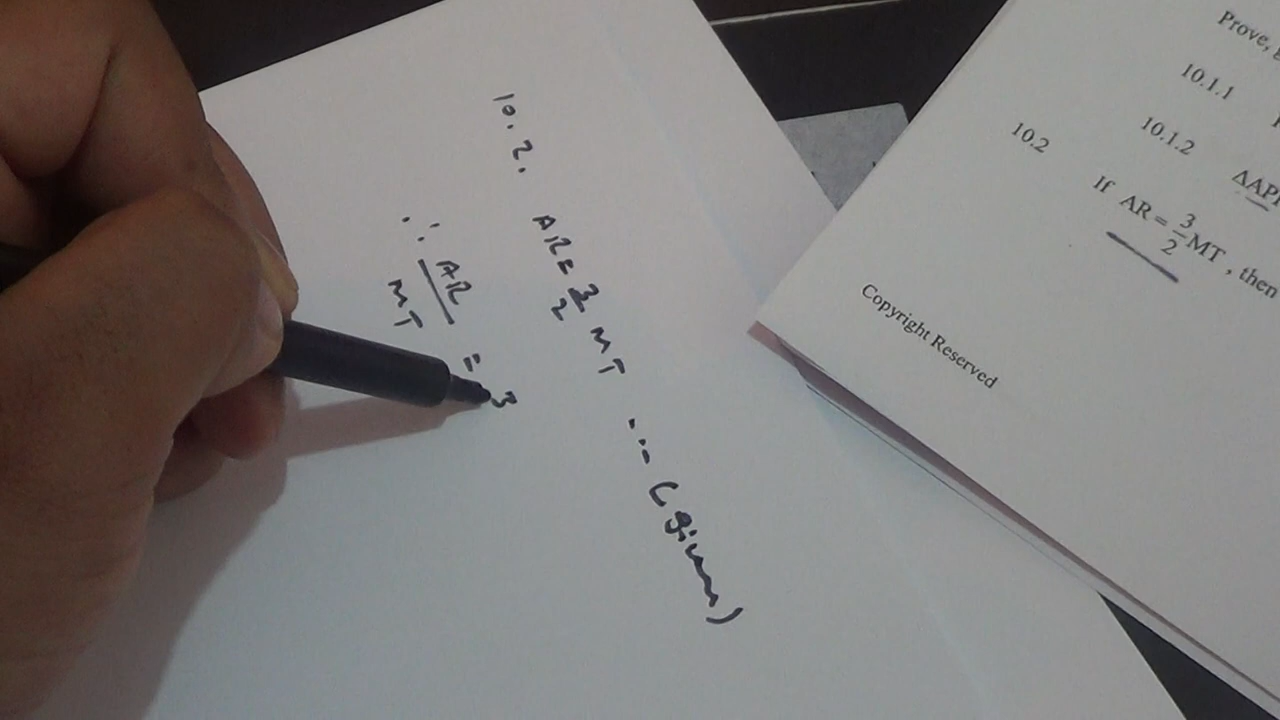 10.2. AR = 3/2 MT ... (given)
∴ AR/MT = 3
Prove,
10.1.1
10.1.2
ΔAP
10.2
If AR = 3/2 MT , then
Copyright Reserved